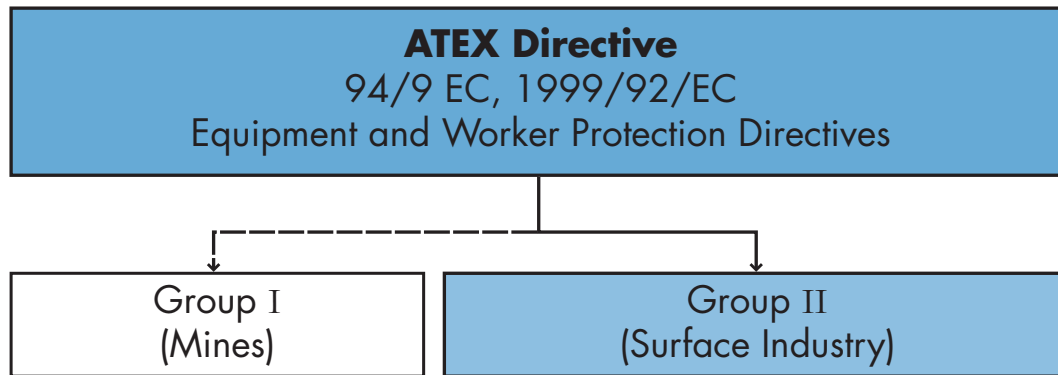 ATEX Directive
94/9 EC, 1999/92/EC
Equipment and Worker Protection Directives
Group I
(Mines)
Group II
(Surface Industry)